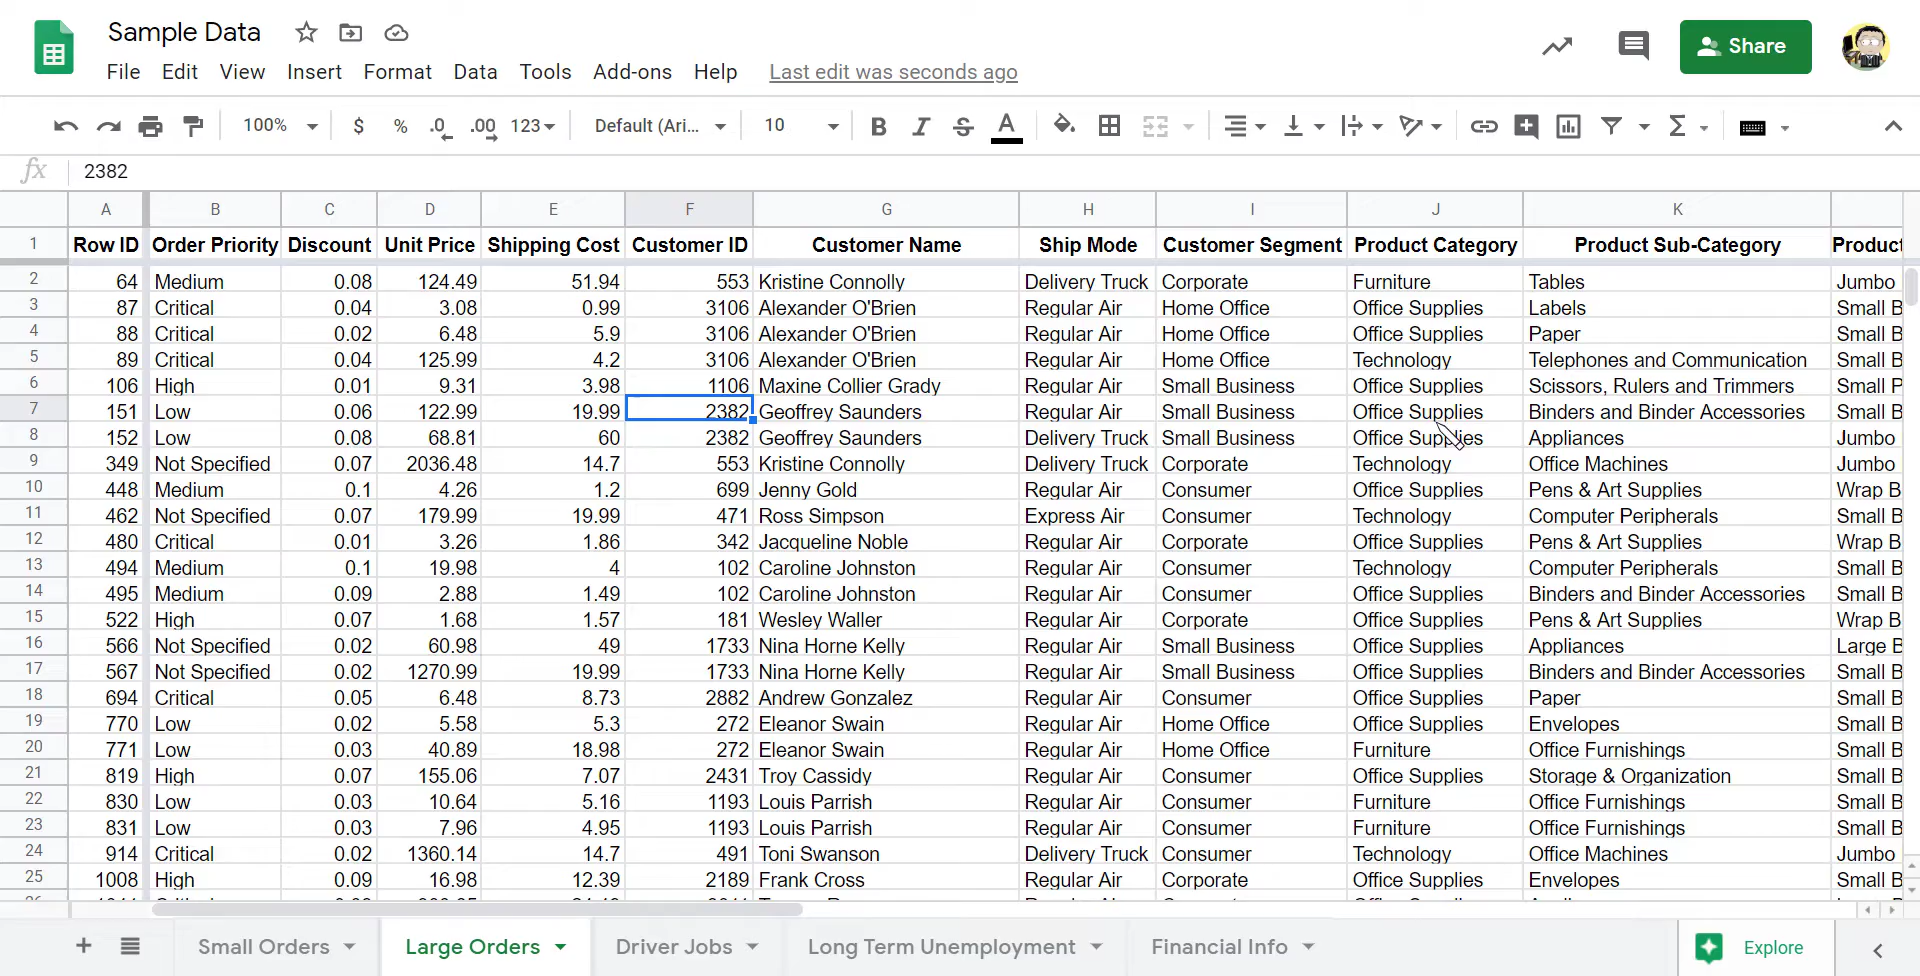 Sample Data
File Edit View Insert Format Data Tools Add-ons Help Last edit was seconds ago
Share
100% $ % .0 .00 123 Default (Ari... 10 B I S A
fx 2382
A B C D E F G H I J K
1 Row ID Order Priority Discount Unit Price Shipping Cost Customer ID Customer Name Ship Mode Customer Segment Product Category Product Sub-Category Product
2 64 Medium 0.08 124.49 51.94 553 Kristine Connolly Delivery Truck Corporate Furniture Tables Jumbo
3 87 Critical 0.04 3.08 0.99 3106 Alexander O'Brien Regular Air Home Office Office Supplies Labels Small B
4 88 Critical 0.02 6.48 5.9 3106 Alexander O'Brien Regular Air Home Office Office Supplies Paper Small B
5 89 Critical 0.04 125.99 4.2 3106 Alexander O'Brien Regular Air Home Office Technology Telephones and Communication Small B
6 106 High 0.01 9.31 3.98 1106 Maxine Collier Grady Regular Air Small Business Office Supplies Scissors, Rulers and Trimmers Small P
7 151 Low 0.06 122.99 19.99 2382 Geoffrey Saunders Regular Air Small Business Office Supplies Binders and Binder Accessories Small B
8 152 Low 0.08 68.81 60 2382 Geoffrey Saunders Delivery Truck Small Business Office Supplies Appliances Jumbo
9 349 Not Specified 0.07 2036.48 14.7 553 Kristine Connolly Delivery Truck Corporate Technology Office Machines Jumbo
10 448 Medium 0.1 4.26 1.2 699 Jenny Gold Regular Air Consumer Office Supplies Pens & Art Supplies Wrap B
11 462 Not Specified 0.07 179.99 19.99 471 Ross Simpson Express Air Consumer Technology Computer Peripherals Small B
12 480 Critical 0.01 3.26 1.86 342 Jacqueline Noble Regular Air Corporate Office Supplies Pens & Art Supplies Wrap B
13 494 Medium 0.1 19.98 4 102 Caroline Johnston Regular Air Consumer Technology Computer Peripherals Small B
14 495 Medium 0.09 2.88 1.49 102 Caroline Johnston Regular Air Consumer Office Supplies Binders and Binder Accessories Small B
15 522 High 0.07 1.68 1.57 181 Wesley Waller Regular Air Corporate Office Supplies Pens & Art Supplies Wrap B
16 566 Not Specified 0.02 60.98 49 1733 Nina Horne Kelly Regular Air Small Business Office Supplies Appliances Large B
17 567 Not Specified 0.02 1270.99 19.99 1733 Nina Horne Kelly Regular Air Small Business Office Supplies Binders and Binder Accessories Small B
18 694 Critical 0.05 6.48 8.73 2882 Andrew Gonzalez Regular Air Consumer Office Supplies Paper Small B
19 770 Low 0.02 5.58 5.3 272 Eleanor Swain Regular Air Home Office Office Supplies Envelopes Small B
20 771 Low 0.03 40.89 18.98 272 Eleanor Swain Regular Air Home Office Furniture Office Furnishings Small B
21 819 High 0.07 155.06 7.07 2431 Troy Cassidy Regular Air Consumer Office Supplies Storage & Organization Small B
22 830 Low 0.03 10.64 5.16 1193 Louis Parrish Regular Air Consumer Furniture Office Furnishings Small B
23 831 Low 0.03 7.96 4.95 1193 Louis Parrish Regular Air Consumer Furniture Office Furnishings Small B
24 914 Critical 0.02 1360.14 14.7 491 Toni Swanson Delivery Truck Consumer Technology Office Machines Jumbo
25 1008 High 0.09 16.98 12.39 2189 Frank Cross Regular Air Corporate Office Supplies Envelopes Small B
Small Orders Large Orders Driver Jobs Long Term Unemployment Financial Info Explore